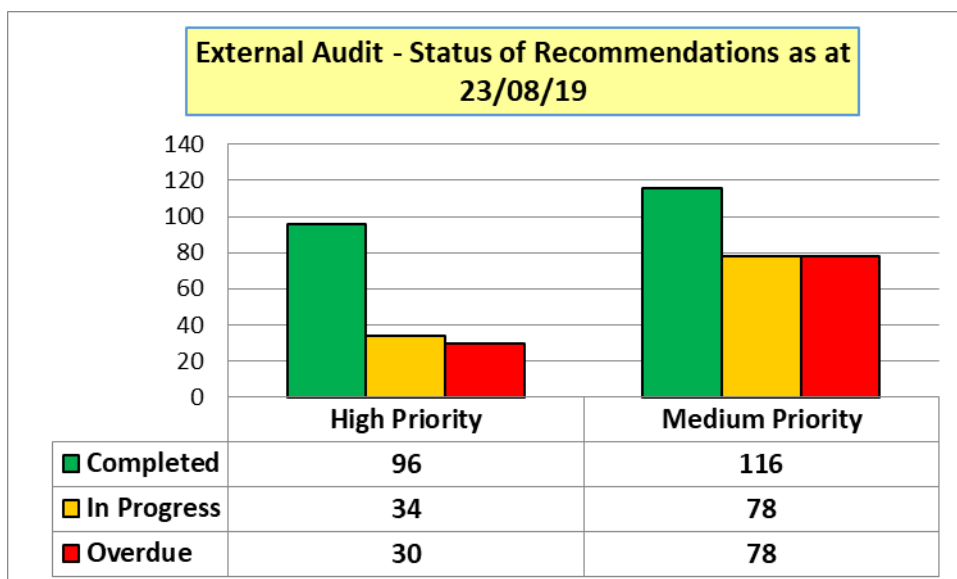 External Audit - Status of Recommendations as at
23/08/19
140
120
100
80
60
40
20
0
High Priority Medium Priority
Completed 96 116
In Progress 34 78
Overdue 30 78